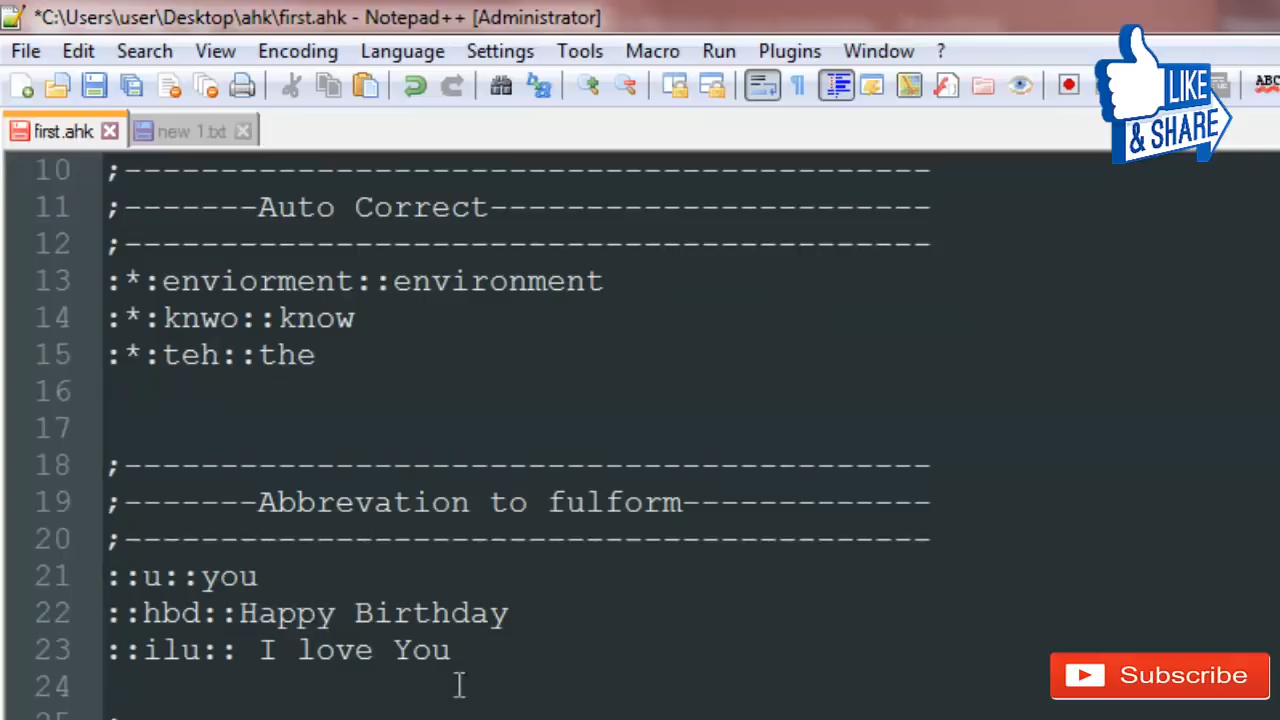 *C:\Users\user\Desktop\ahk\first.ahk - Notepad++ [Administrator]
File Edit Search View Encoding Language Settings Tools Macro Run Plugins Window ?
ABC
LIKE
& SHARE
first.ahk new 1.txt
10 ;------------------------------------------
11 ;-------Auto Correct-----------------------
12 ;------------------------------------------
13 :*:enviorment::environment
14 :*:knwo::know
15 :*:teh::the
16
17
18 ;------------------------------------------
19 ;-------Abbrevation to fulform-------------
20 ;------------------------------------------
21 ::u::you
22 ::hbd::Happy Birthday
23 ::ilu:: I love You
24
Subscribe